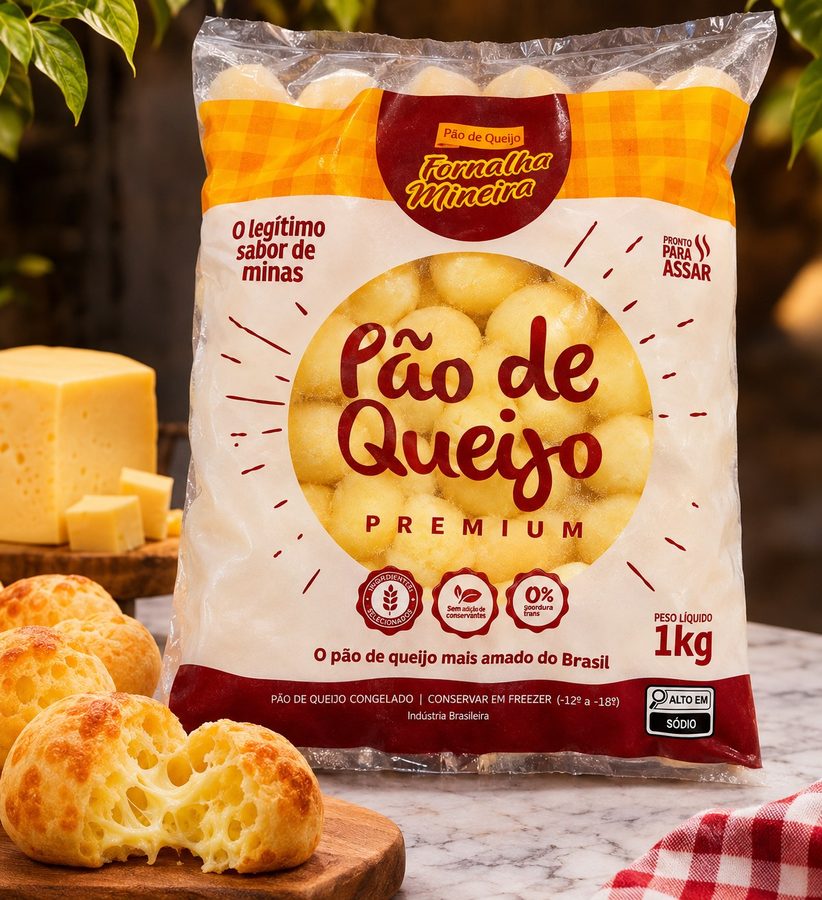 Pão de Queijo
Fornalha
Mineira
O legítimo
sabor de
minas
PRONTO
PARA
ASSAR
Pão de
Queijo
PREMIUM
INGREDIENTES
SELECIONADOS
Sem adição de
conservantes
0%
goordura
trans
O pão de queijo mais amado do Brasil
PESO LÍQUIDO
1kg
PÃO DE QUEIJO CONGELADO | CONSERVAR EM FREEZER (-12º a -18º)
Indústria Brasileira
ALTO EM
SÓDIO